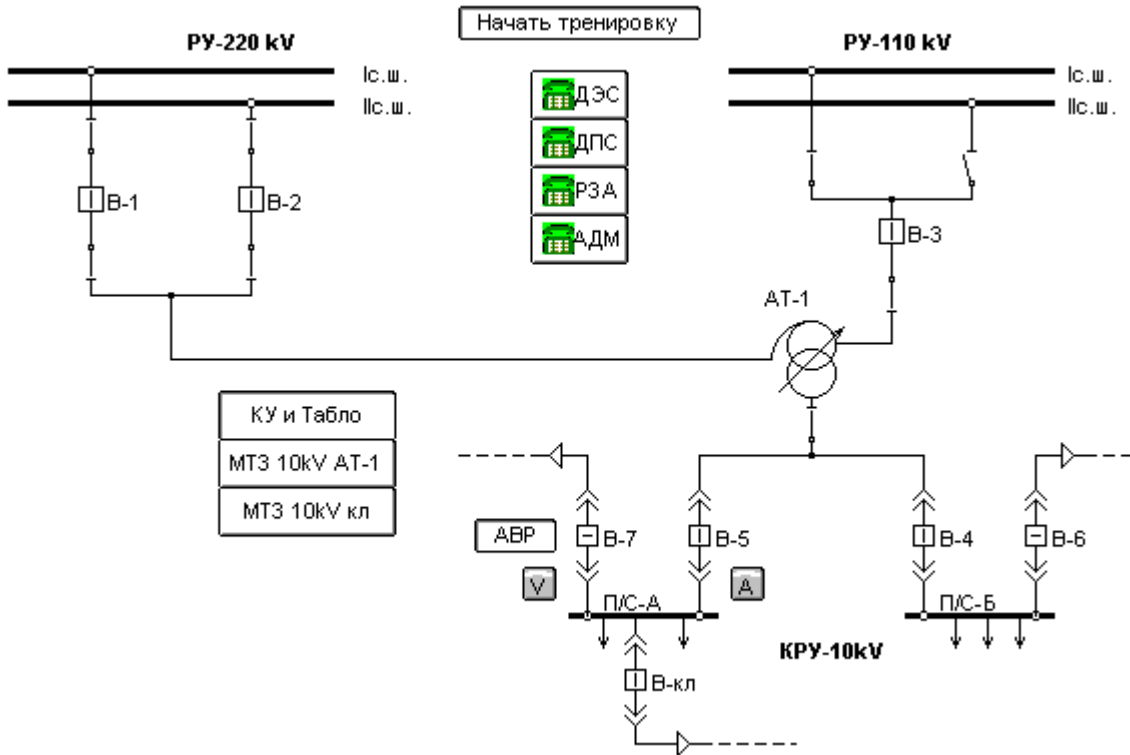 Начать тренировку
РУ-220 kV
РУ-110 kV
Iс.ш.
IIс.ш.
Iс.ш.
IIс.ш.
ДЭС
ДПС
РЗА
АДМ
В-1
В-2
В-3
АТ-1
КУ и Табло
МТЗ 10kV АТ-1
МТЗ 10kV кл
АВР
В-7
В-5
В-4
В-6
V
A
П/С-А
П/С-Б
КРУ-10kV
В-кл